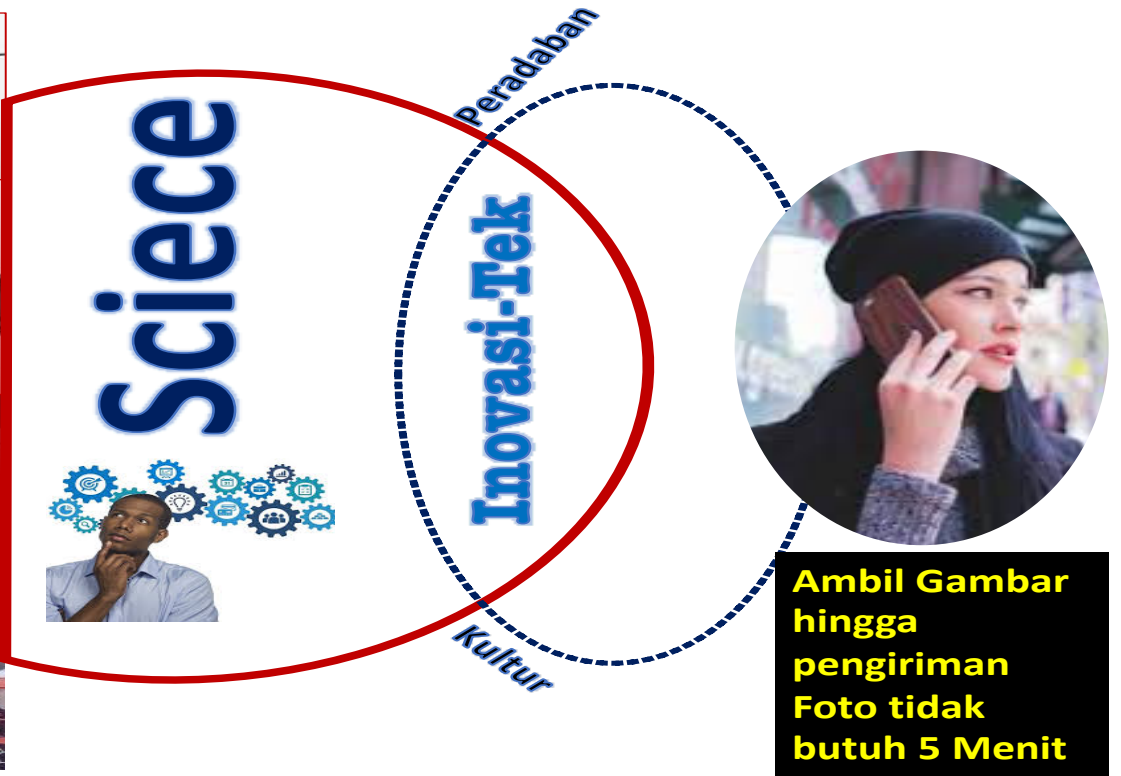 Sciece
Peradaban
Inovasi-Tek
Kultur
Ambil Gambar
hingga
pengiriman
Foto tidak
butuh 5 Menit